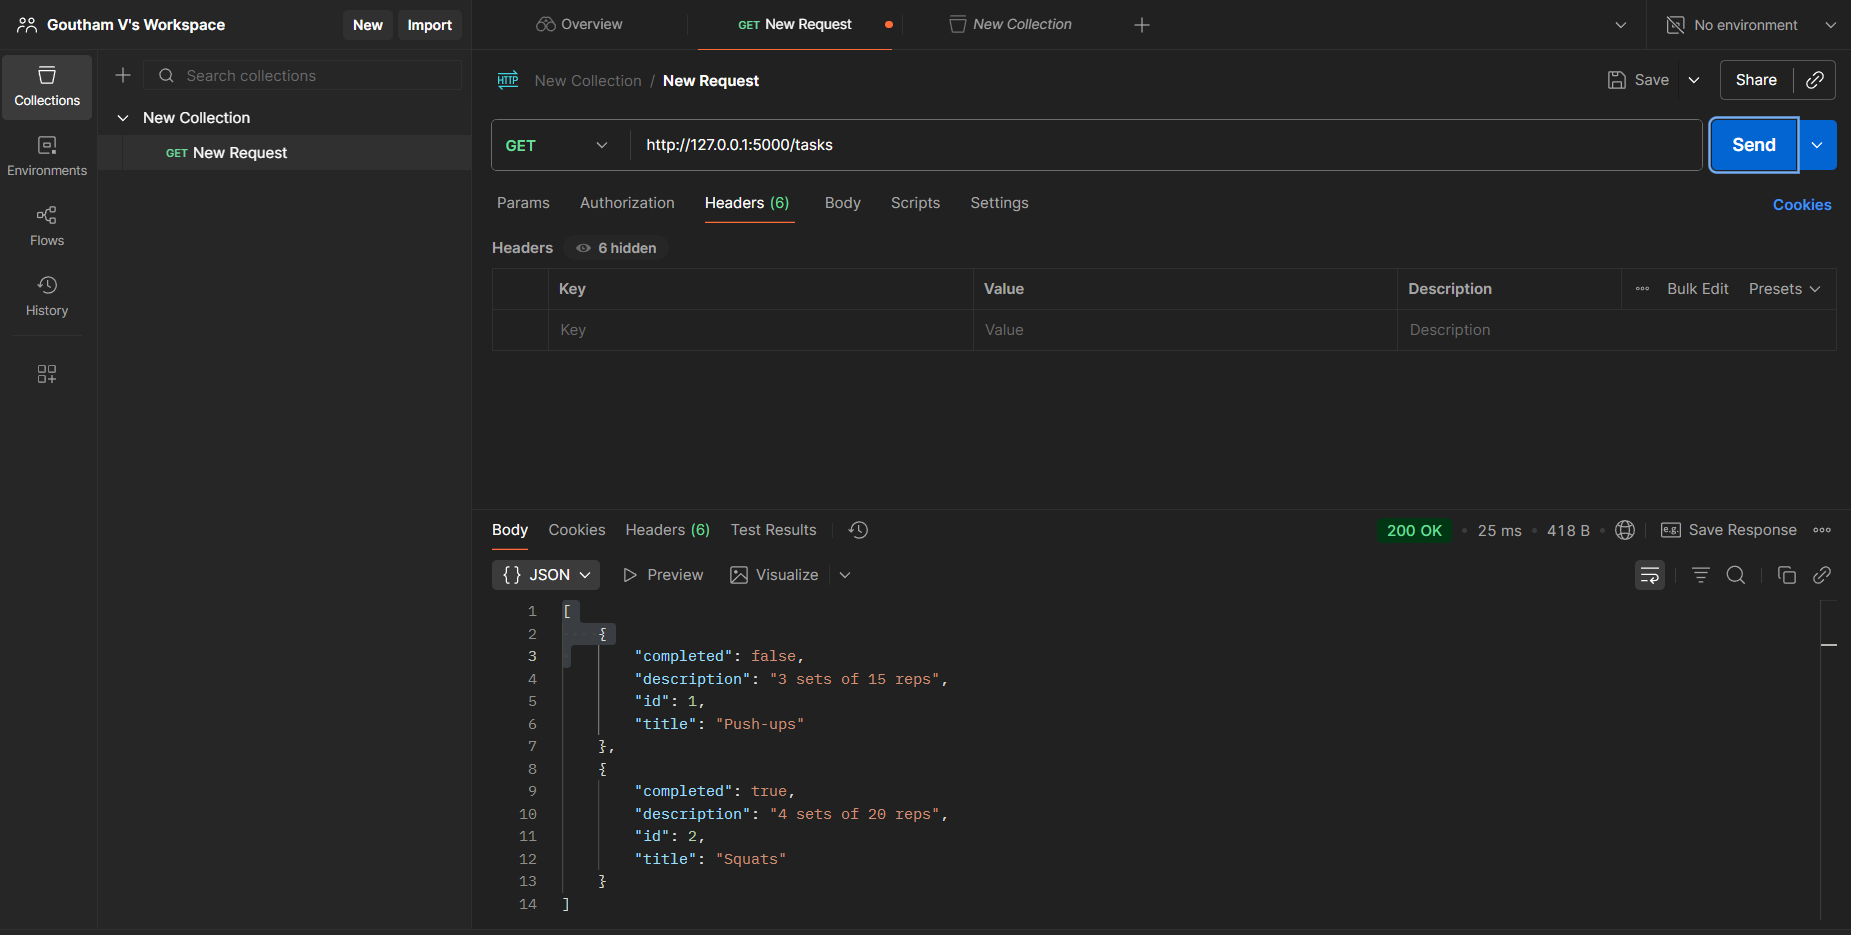 Goutham V's Workspace
New
Import
Overview
GET New Request
New Collection
No environment
Collections
Environments
Flows
History
Search collections
New Collection
GET New Request
HTTP
New Collection / New Request
Save
Share
GET
http://127.0.0.1:5000/tasks
Send
Params
Authorization
Headers (6)
Body
Scripts
Settings
Cookies
Headers
6 hidden
Key
Value
Description
Bulk Edit
Presets
Key
Value
Description
Body
Cookies
Headers (6)
Test Results
200 OK
25 ms
418 B
e.g.
Save Response
{} JSON
Preview
Visualize
1 [
2 {
3 "completed": false,
4 "description": "3 sets of 15 reps",
5 "id": 1,
6 "title": "Push-ups"
7 },
8 {
9 "completed": true,
10 "description": "4 sets of 20 reps",
11 "id": 2,
12 "title": "Squats"
13 }
14 ]